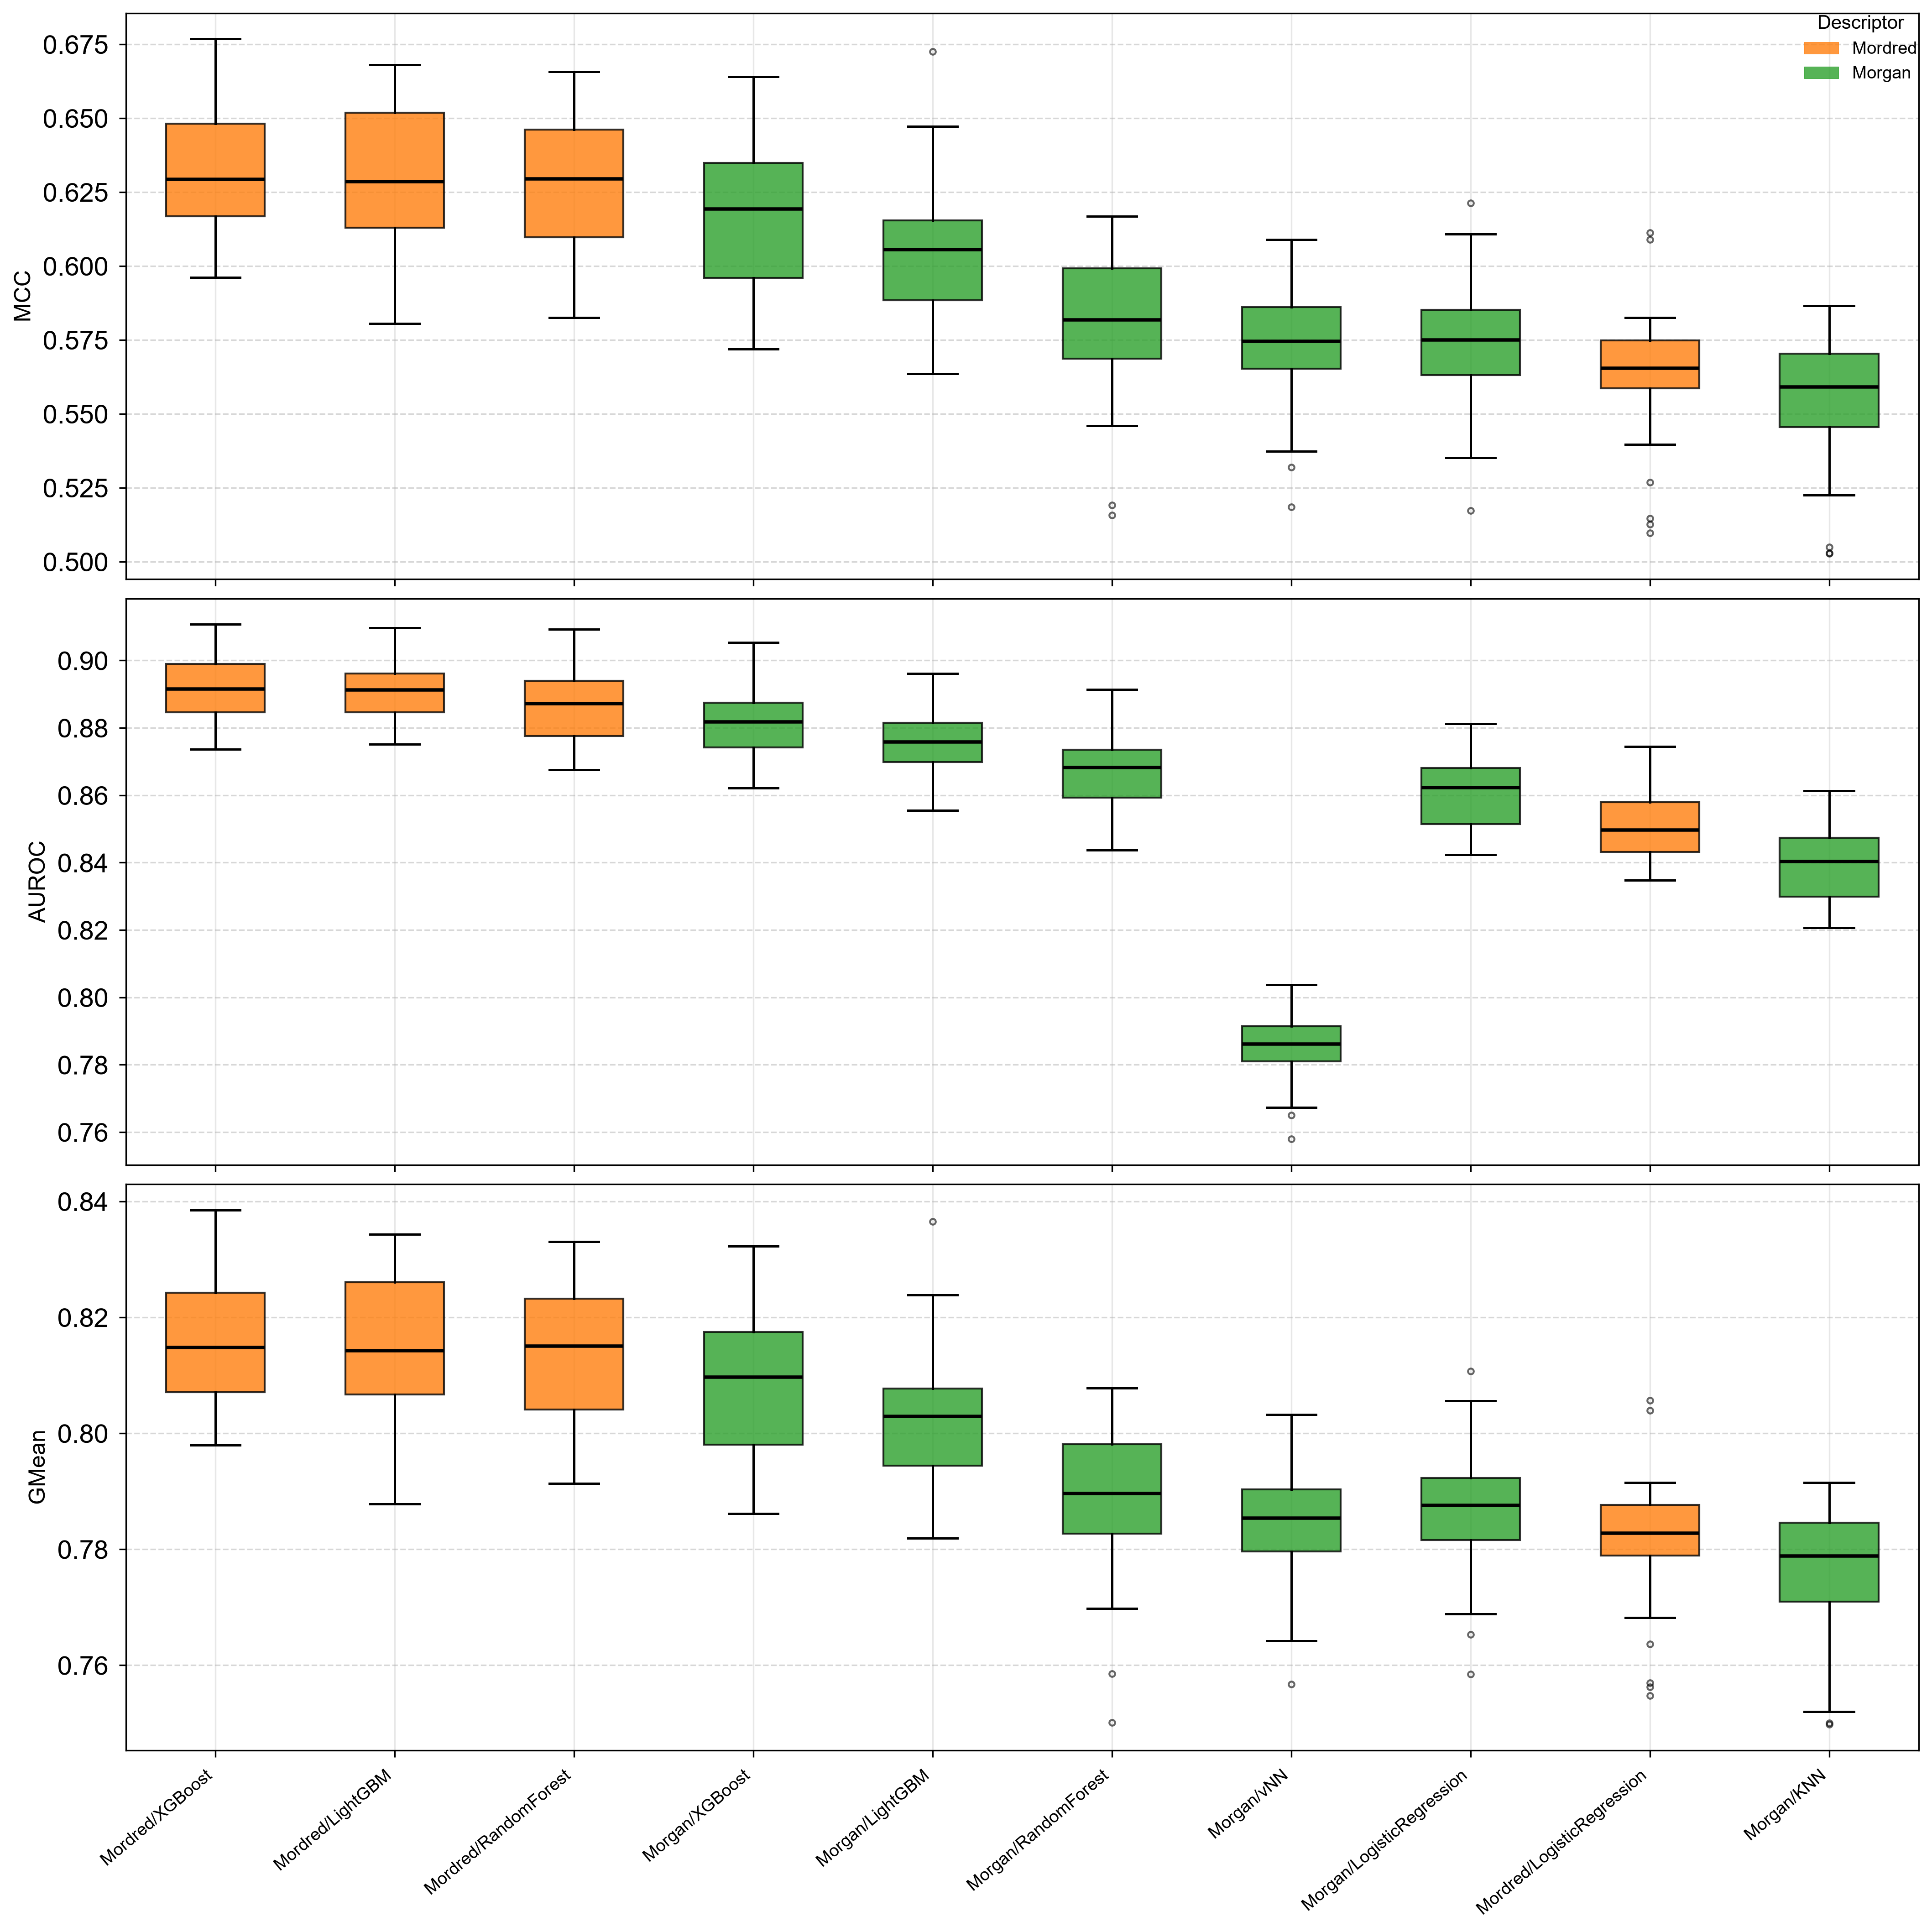 Descriptor
Mordred
Morgan
MCC
0.675
0.650
0.625
0.600
0.575
0.550
0.525
0.500
AUROC
0.90
0.88
0.86
0.84
0.82
0.80
0.78
0.76
GMean
0.84
0.82
0.80
0.78
0.76
Mordred/XGBoost
Mordred/LightGBM
Mordred/RandomForest
Morgan/XGBoost
Morgan/LightGBM
Morgan/RandomForest
Morgan/vNN
Morgan/LogisticRegression
Mordred/LogisticRegression
Morgan/KNN